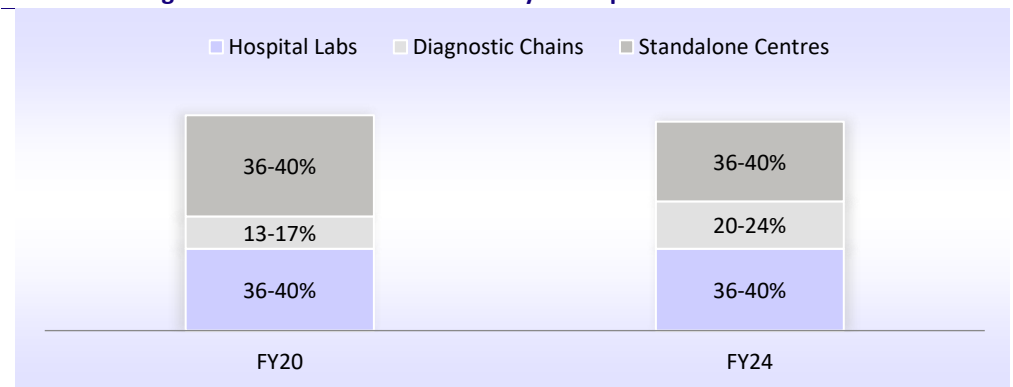 Hospital Labs Diagnostic Chains Standalone Centres
36-40% 36-40%
13-17% 20-24%
36-40% 36-40%
FY20 FY24